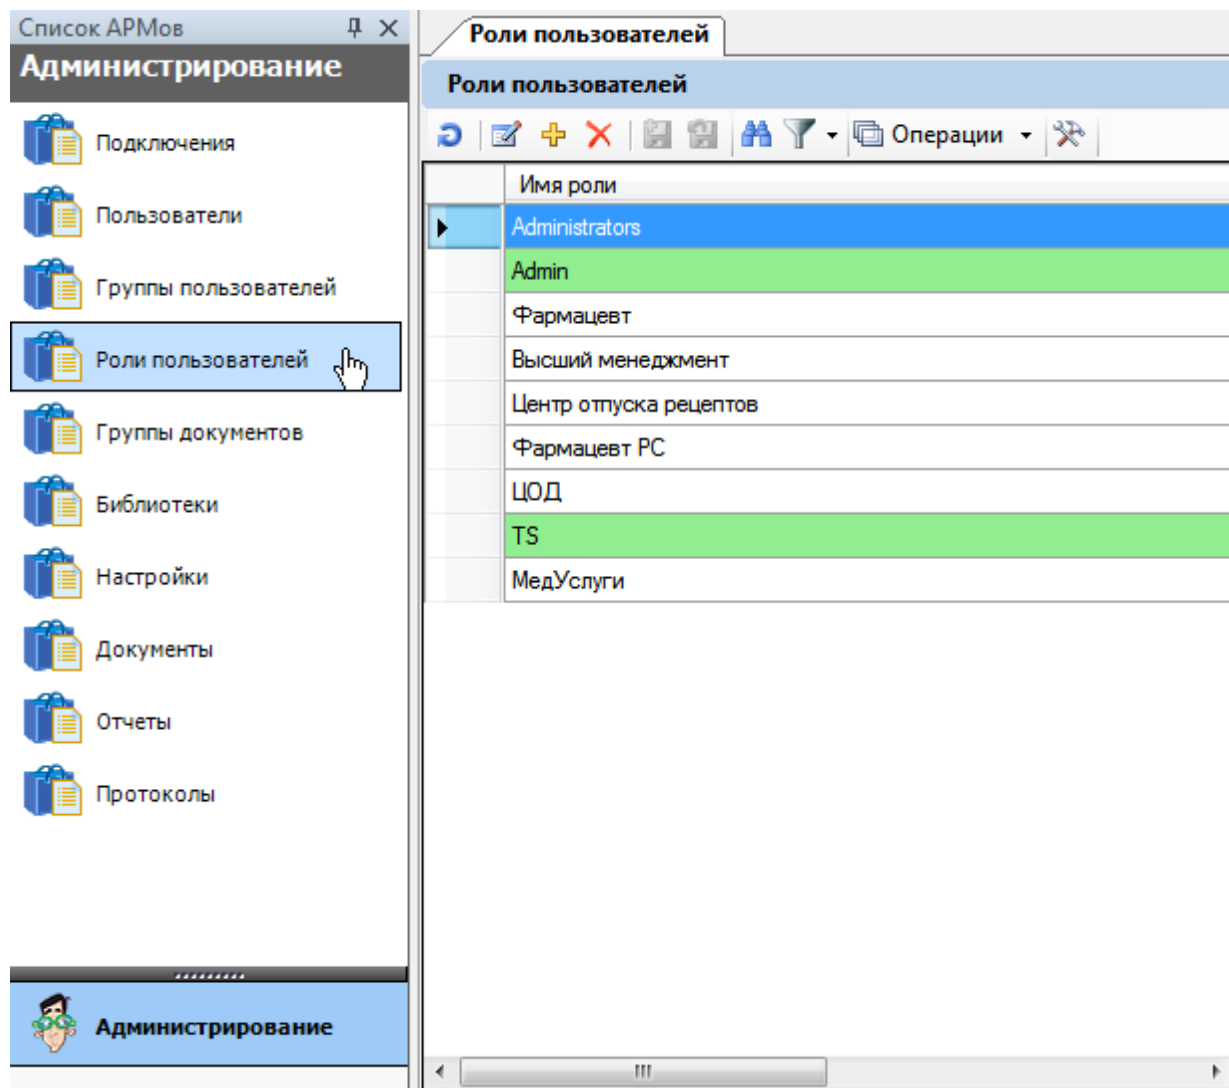 Список АРМов
Администрирование
Подключения
Пользователи
Группы пользователей
Роли пользователей
Группы документов
Библиотеки
Настройки
Документы
Отчеты
Протоколы
Администрирование
Роли пользователей
Роли пользователей
Операции
Имя роли
Administrators
Admin
Фармацевт
Высший менеджмент
Центр отпуска рецептов
Фармацевт РС
ЦОД
TS
МедУслуги